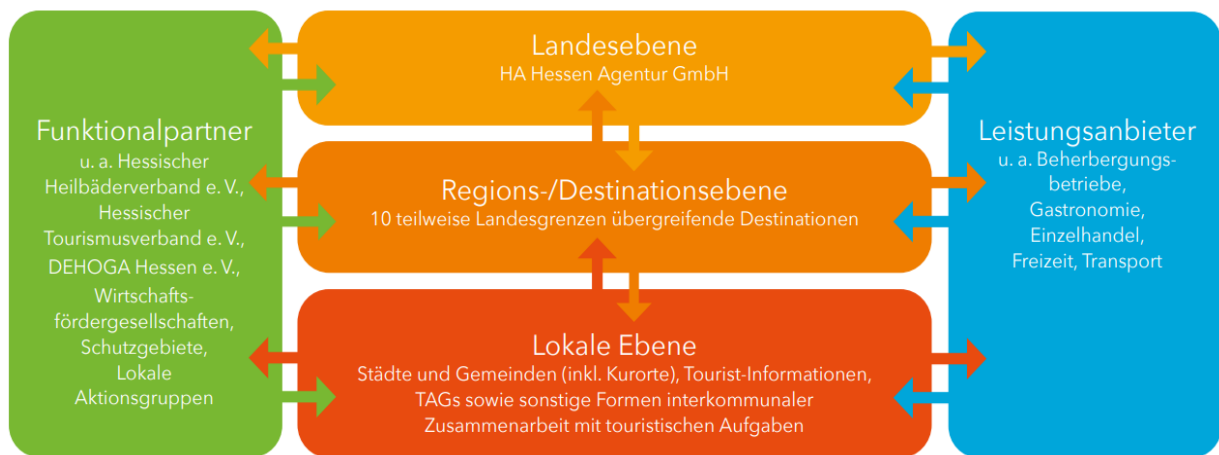 Funktionalpartner
u. a. Hessischer
Heilbäderverband e. V.,
Hessischer
Tourismusverband e. V.,
DEHOGA Hessen e. V.,
Wirtschafts-
fördergesellschaften,
Schutzgebiete,
Lokale
Aktionsgruppen
Landesebene
HA Hessen Agentur GmbH
Regions-/Destinationsebene
10 teilweise Landesgrenzen übergreifende Destinationen
Lokale Ebene
Städte und Gemeinden (inkl. Kurorte), Tourist-Informationen,
TAGs sowie sonstige Formen interkommunaler
Zusammenarbeit mit touristischen Aufgaben
Leistungsanbieter
u. a. Beherbergungs-
betriebe,
Gastronomie,
Einzelhandel,
Freizeit, Transport